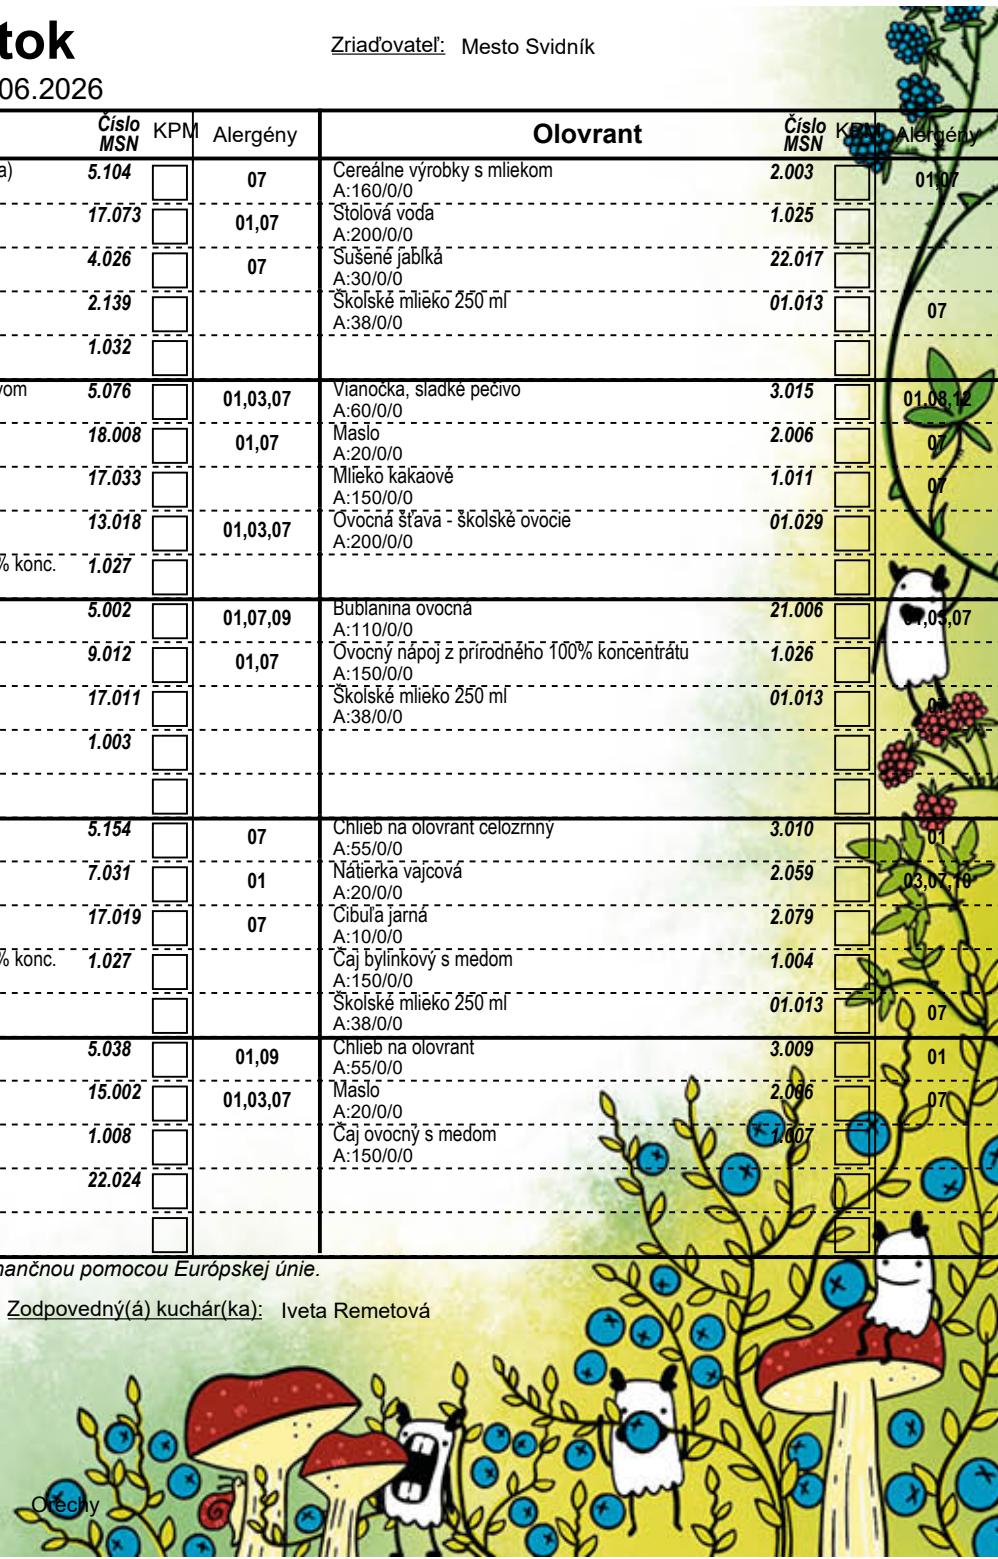 tok
Zriaďovateľ: Mesto Svidník
06.2026
Číslo MSN KPM Alergény Olovrant Číslo MSN KPM Alergény
a) 5.104 07 Cereálne výrobky s mliekom 2.003 01,07
A:160/0/0
17.073 01,07 Stolová voda 1.025
A:200/0/0
4.026 07 Sušené jablká 22.017
A:30/0/0
2.139 Školské mlieko 250 ml 01.013 07
A:38/0/0
1.032
vom 5.076 01,03,07 Vianočka, sladké pečivo 3.015 01,08,12
A:60/0/0
18.008 01,07 Maslo 2.006 07
A:20/0/0
17.033 Mlieko kakaové 1.011 07
A:150/0/0
13.018 01,03,07 Ovocná šťava - školské ovocie 01.029
A:200/0/0
% konc. 1.027
5.002 01,07,09 Bublanina ovocná 21.006 01,03,07
A:110/0/0
9.012 01,07 Ovocný nápoj z prírodného 100% koncentrátu 1.026
A:150/0/0
17.011 Školské mlieko 250 ml 01.013 07
A:38/0/0
1.003
5.154 07 Chlieb na olovrant celozrnný 3.010 01
A:55/0/0
7.031 01 Nátierka vajcová 2.059 03,07,10
A:20/0/0
17.019 07 Cibuľa jarná 2.079
A:10/0/0
% konc. 1.027 Čaj bylinkový s medom 1.004
A:150/0/0
Školské mlieko 250 ml 01.013 07
A:38/0/0
5.038 01,09 Chlieb na olovrant 3.009 01
A:55/0/0
15.002 01,03,07 Maslo 2.006 07
A:20/0/0
1.008 Čaj ovocný s medom 1.007
A:150/0/0
22.024
nančnou pomocou Európskej únie.
Zodpovedný(á) kuchár(ka): Iveta Remetová
Orechy